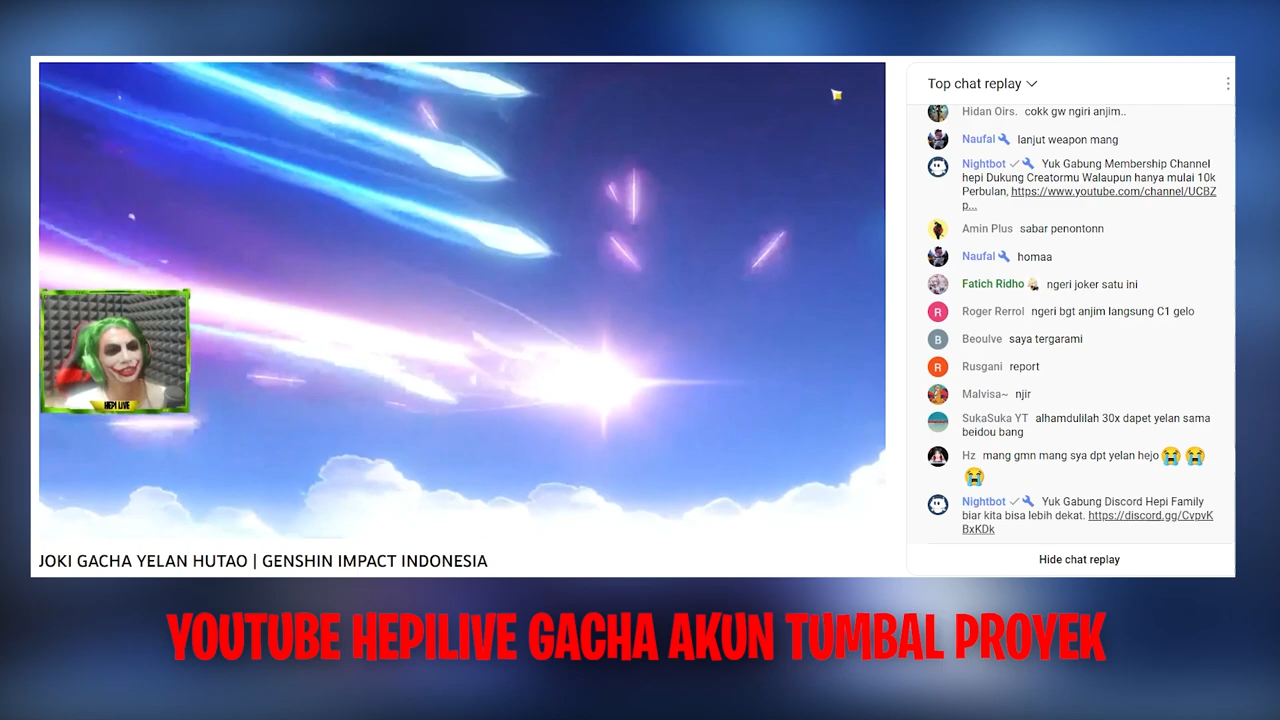 Top chat replay
Hidan Oirs. cokk gw ngiri anjim..
Naufal lanjut weapon mang
Nightbot Yuk Gabung Membership Channel
hepi Dukung Creatormu Walaupun hanya mulai 10k
Perbulan, https://www.youtube.com/channel/UCBZ
p...
Amin Plus sabar penontonn
Naufal homaa
Fatich Ridho ngeri joker satu ini
R Roger Rerrol ngeri bgt anjim langsung C1 gelo
B Beoulve saya tergarami
R Rusgani report
Malvisa~ njir
SukaSuka YT alhamdulilah 30x dapet yelan sama
beidou bang
Hz mang gmn mang sya dpt yelan hejo 😭😭
😭
Nightbot Yuk Gabung Discord Hepi Family
biar kita bisa lebih dekat. https://discord.gg/CvpvK
BxKDk
Hide chat replay
HEPI LIVE
JOKI GACHA YELAN HUTAO | GENSHIN IMPACT INDONESIA
YOUTUBE HEPILIVE GACHA AKUN TUMBAL PROYEK